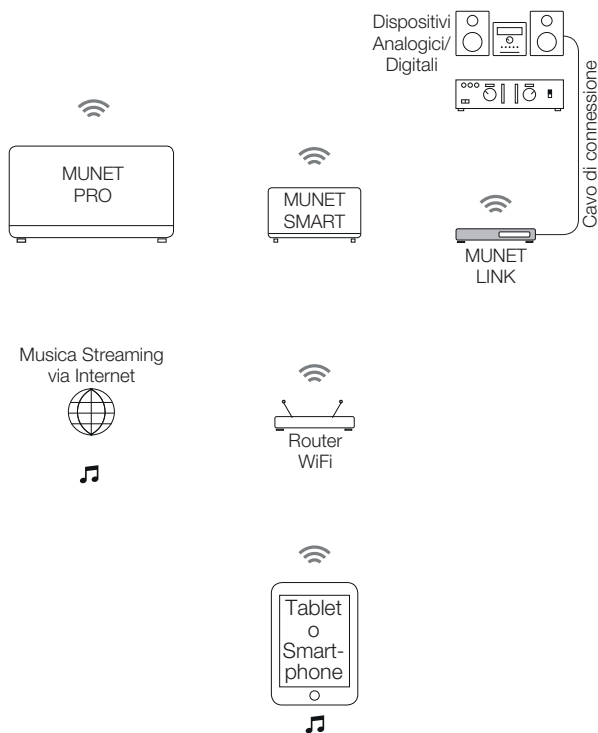 Dispositivi
Analogici/
Digitali
Cavo di connessione
MUNET
PRO
MUNET
SMART
MUNET
LINK
Musica Streaming
via Internet
Router
WiFi
Tablet
o
Smart-
phone